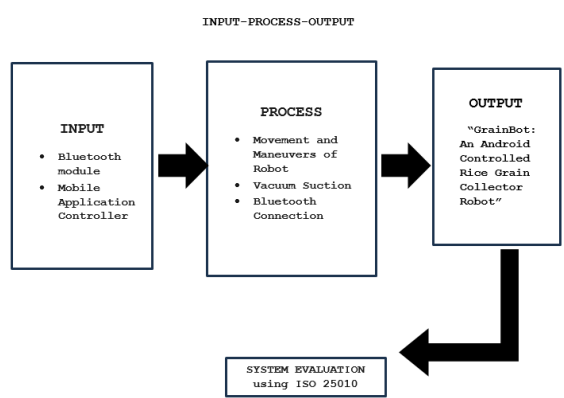 INPUT-PROCESS-OUTPUT
INPUT
• Bluetooth
module
• Mobile
Application
Controller
PROCESS
• Movement and
Maneuvers of
Robot
• Vacuum Suction
• Bluetooth
Connection
OUTPUT
“GrainBot:
An Android
Controlled
Rice Grain
Collector
Robot”
SYSTEM EVALUATION
using ISO 25010